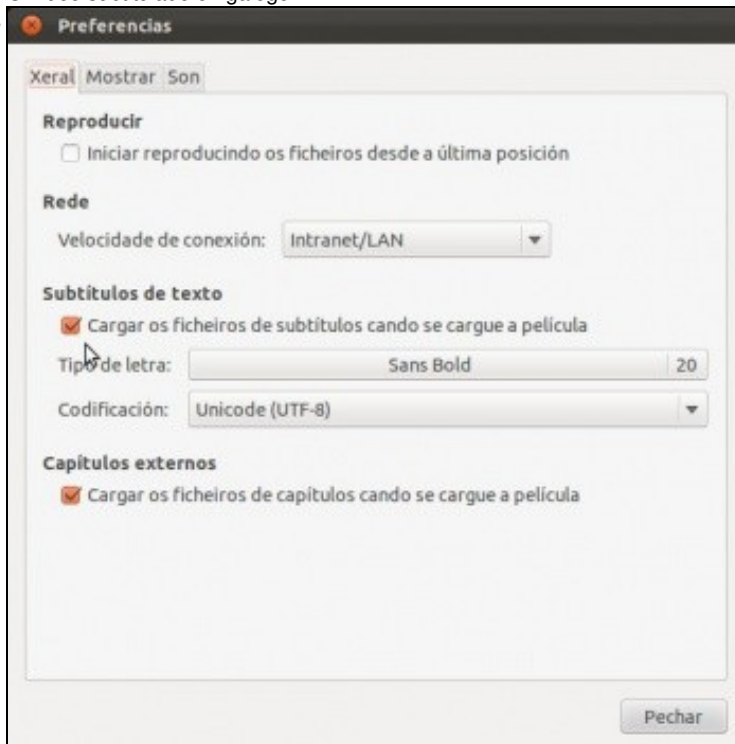 Preferencias
Xeral Mostrar Son
Reproducir
Iniciar reproducindo os ficheiros desde a última posición
Rede
Velocidade de conexión: Intranet/LAN
Subtítulos de texto
Cargar os ficheiros de subtítulos cando se cargue a película
Tipo de letra: Sans Bold 20
Codificación: Unicode (UTF-8)
Capítulos externos
Cargar os ficheiros de capítulos cando se cargue a película
Pechar